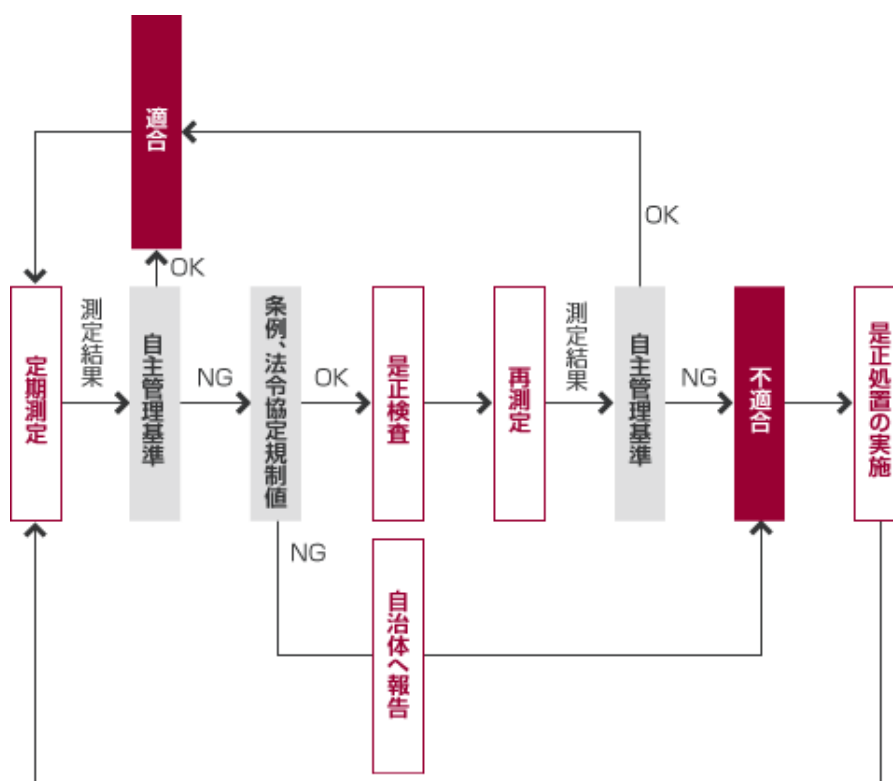 適合
OK
OK
定期測定
測定結果
自主管理基準
NG
条例、法令協定規制値
OK
是正検査
再測定
測定結果
自主管理基準
NG
不適合
是正処置の実施
NG
自治体へ報告